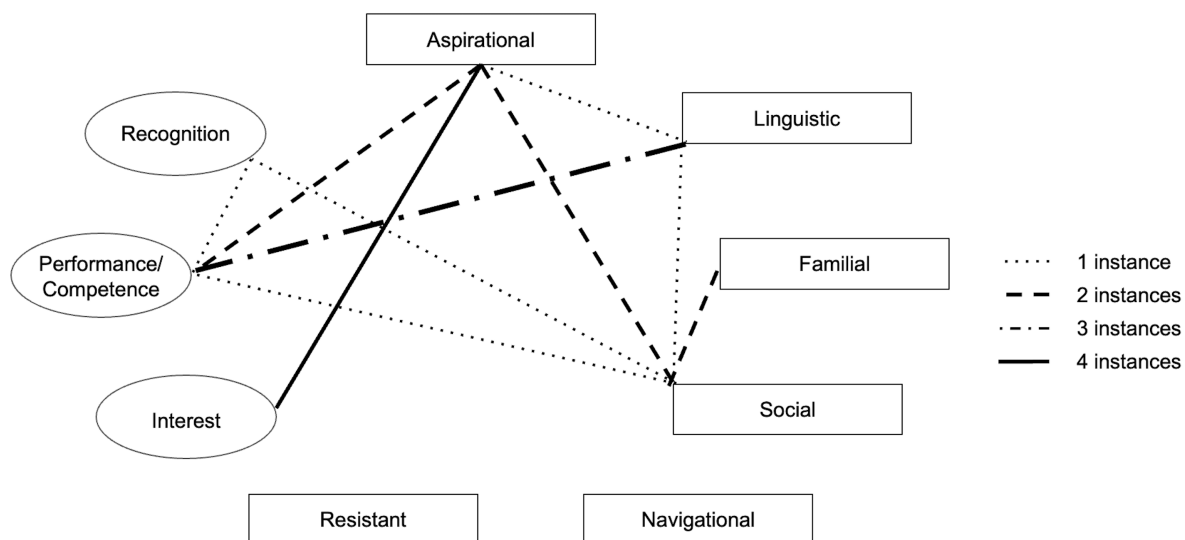 Aspirational
Linguistic
Recognition
Performance/
Competence
Familial
1 instance
2 instances
3 instances
4 instances
Interest
Social
Resistant
Navigational